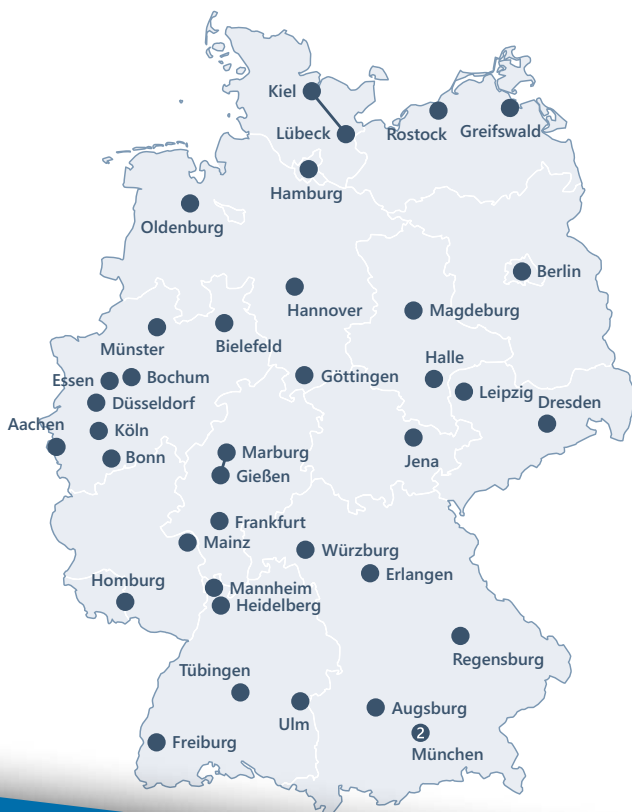 Kiel
Lübeck
Rostock
Greifswald
Hamburg
Oldenburg
Berlin
Hannover
Magdeburg
Münster
Bielefeld
Halle
Essen
Bochum
Göttingen
Leipzig
Düsseldorf
Dresden
Aachen
Köln
Marburg
Jena
Bonn
Gießen
Frankfurt
Mainz
Würzburg
Erlangen
Homburg
Mannheim
Heidelberg
Regensburg
Tübingen
Augsburg
Ulm
2
Freiburg
München